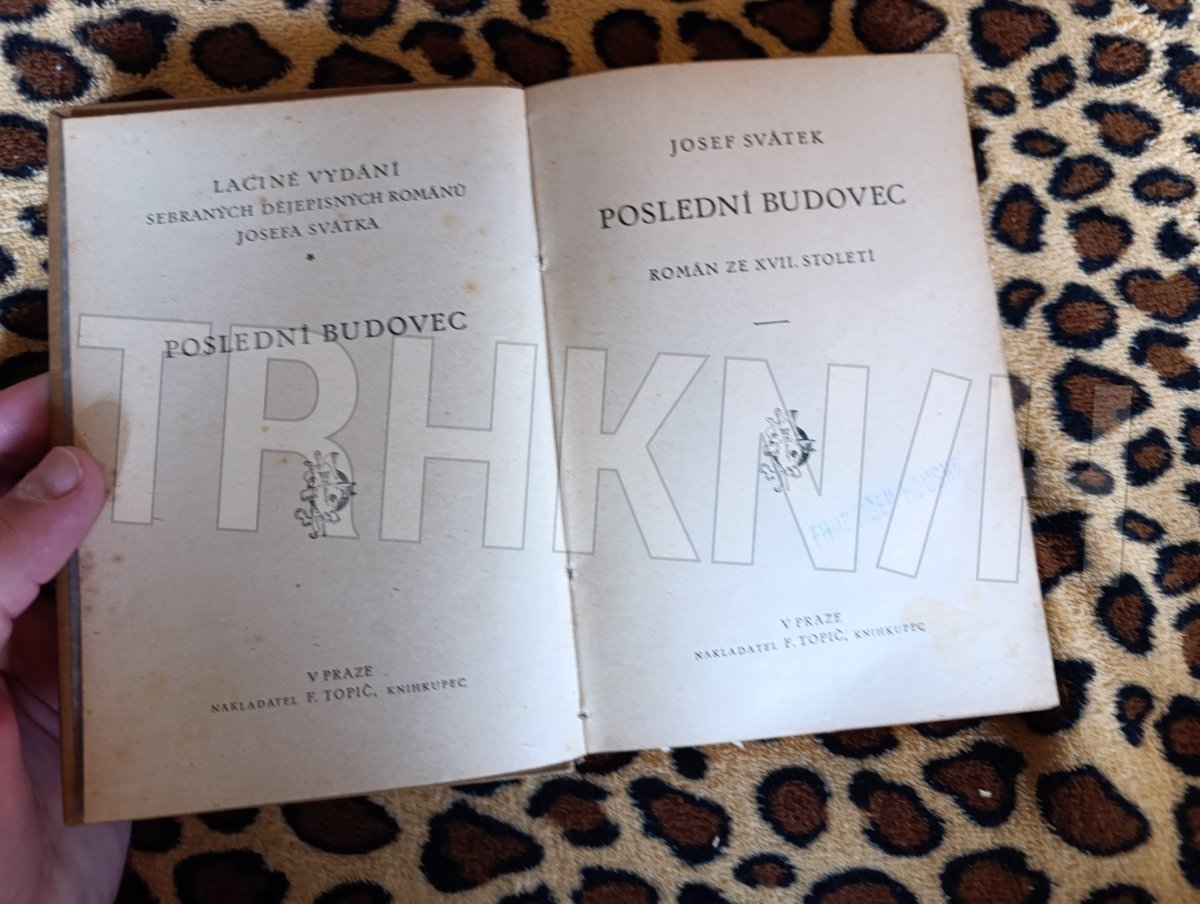 LACINÉ VYDÁNÍ
SEBRANÝCH DĚJEPISNÝCH ROMÁNŮ
JOSEFA SVÁTKA
*
POSLEDNÍ BUDOVEC
V PRAZE
NAKLADATEL F. TOPIČ, KNIHKUPEC
JOSEF SVÁTEK
POSLEDNÍ BUDOVEC
ROMÁN ZE XVII. STOLETÍ
V PRAZE
NAKLADATEL F. TOPIČ, KNIHKUPEC
TRHKNIH